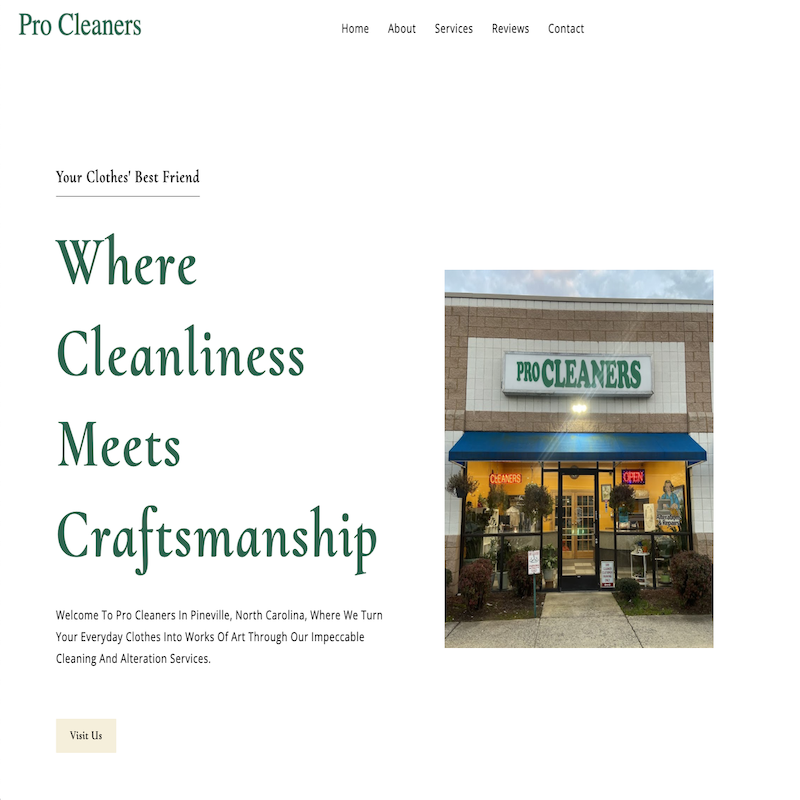 Pro Cleaners
Home About Services Reviews Contact
Your Clothes' Best Friend
Where
Cleanliness
Meets
Craftsmanship
Welcome To Pro Cleaners In Pineville, North Carolina, Where We Turn
Your Everyday Clothes Into Works Of Art Through Our Impeccable
Cleaning And Alteration Services.
Visit Us
PRO CLEANERS
CLEANERS
OPEN